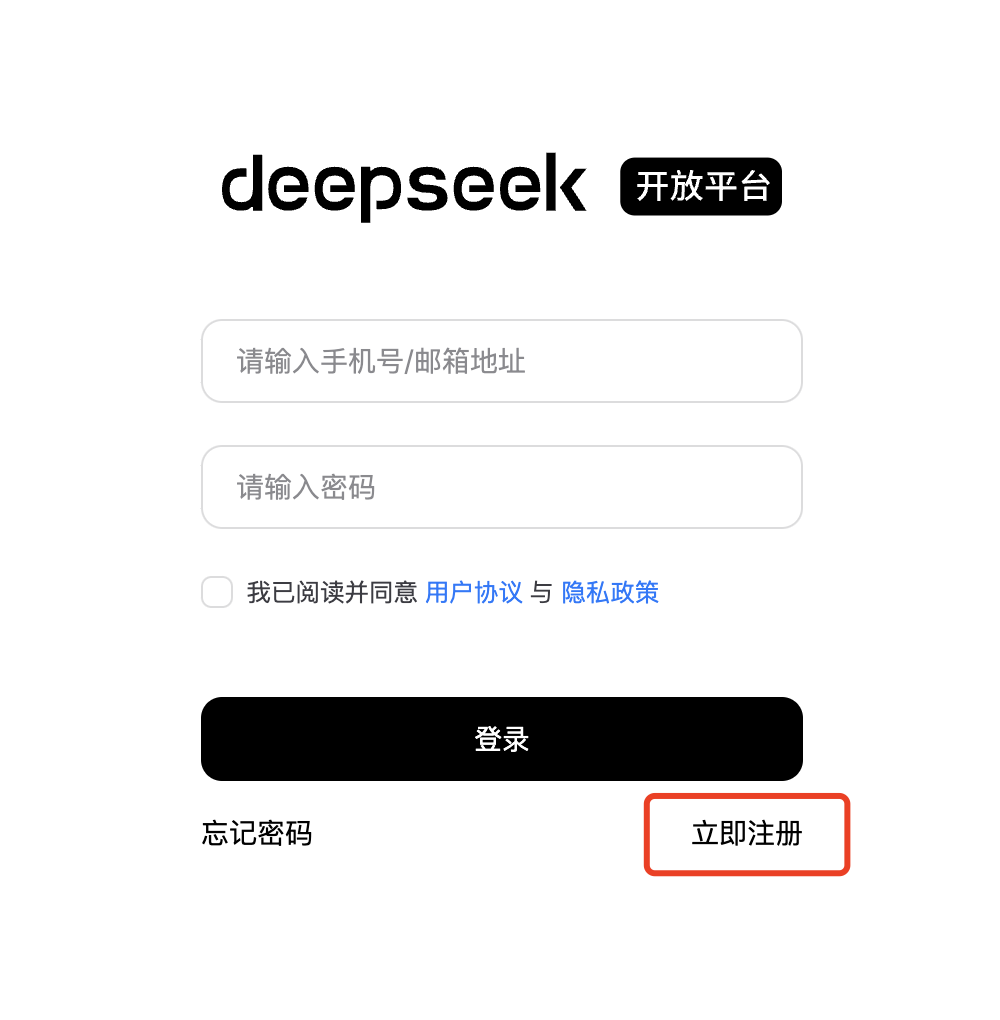 deepseek 开放平台
请输入手机号/邮箱地址
请输入密码
我已阅读并同意 用户协议 与 隐私政策
登录
忘记密码 立即注册